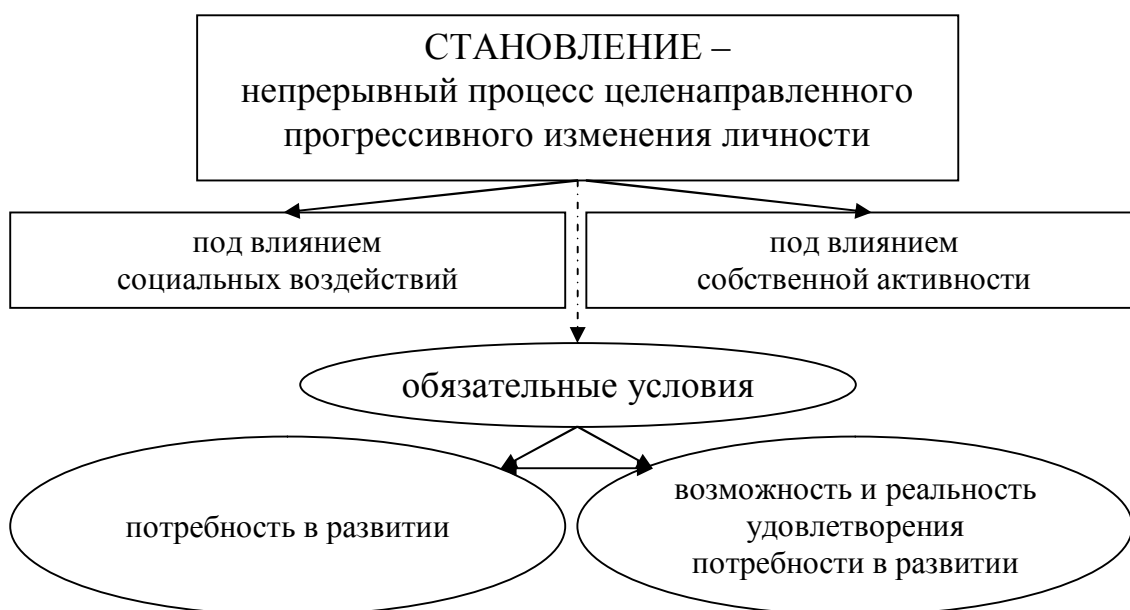 СТАНОВЛЕНИЕ –
непрерывный процесс целенаправленного
прогрессивного изменения личности
под влиянием
социальных воздействий
под влиянием
собственной активности
обязательные условия
потребность в развитии
возможность и реальность
удовлетворения
потребности в развитии